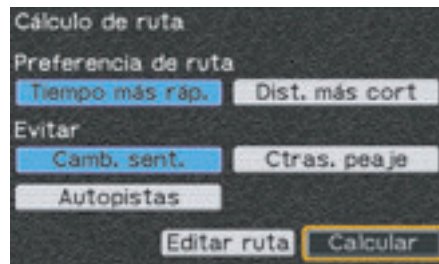 Cálculo de ruta
Preferencia de ruta
Tiempo más ráp. Dist. más cort
Evitar
Camb. sent. Ctras. peaje
Autopistas
Editar ruta Calcular